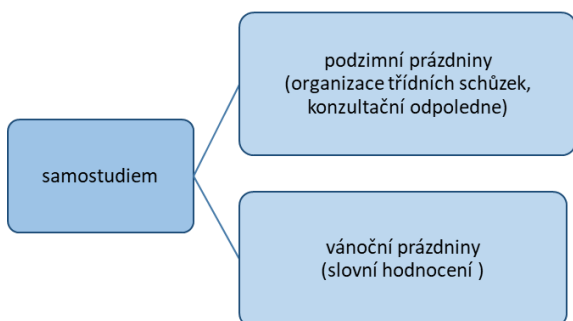 podzimní prázdniny
(organizace třídních schůzek,
konzultační odpoledne)
samostudiem
vánoční prázdniny
(slovní hodnocení )